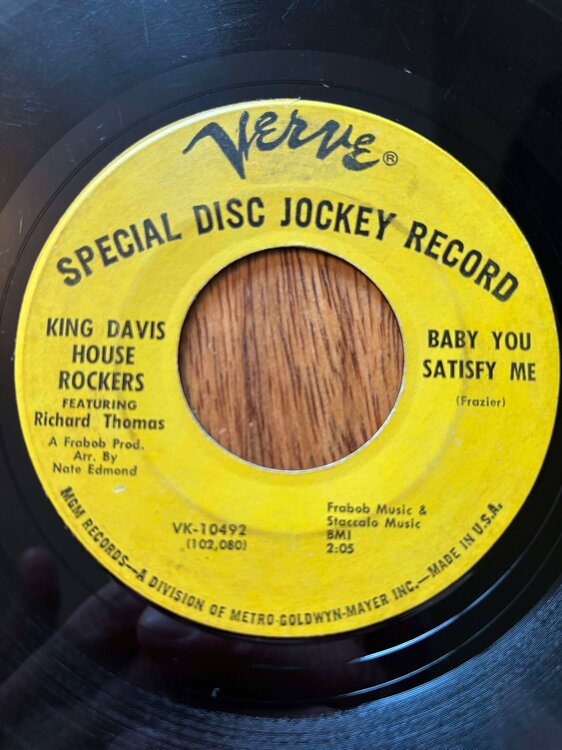 Verve®
SPECIAL DISC JOCKEY RECORD
KING DAVIS
HOUSE
ROCKERS
FEATURING
Richard Thomas
A Frabob Prod.
Arr. By
Nate Edmond
BABY YOU
SATISFY ME
(Frazier)
VK-10492
(102,080)
Frabob Music &
Staccalo Music
BMI
2:05
MGM RECORDS—A DIVISION OF METRO-GOLDWYN-MAYER INC.—MADE IN U.S.A.